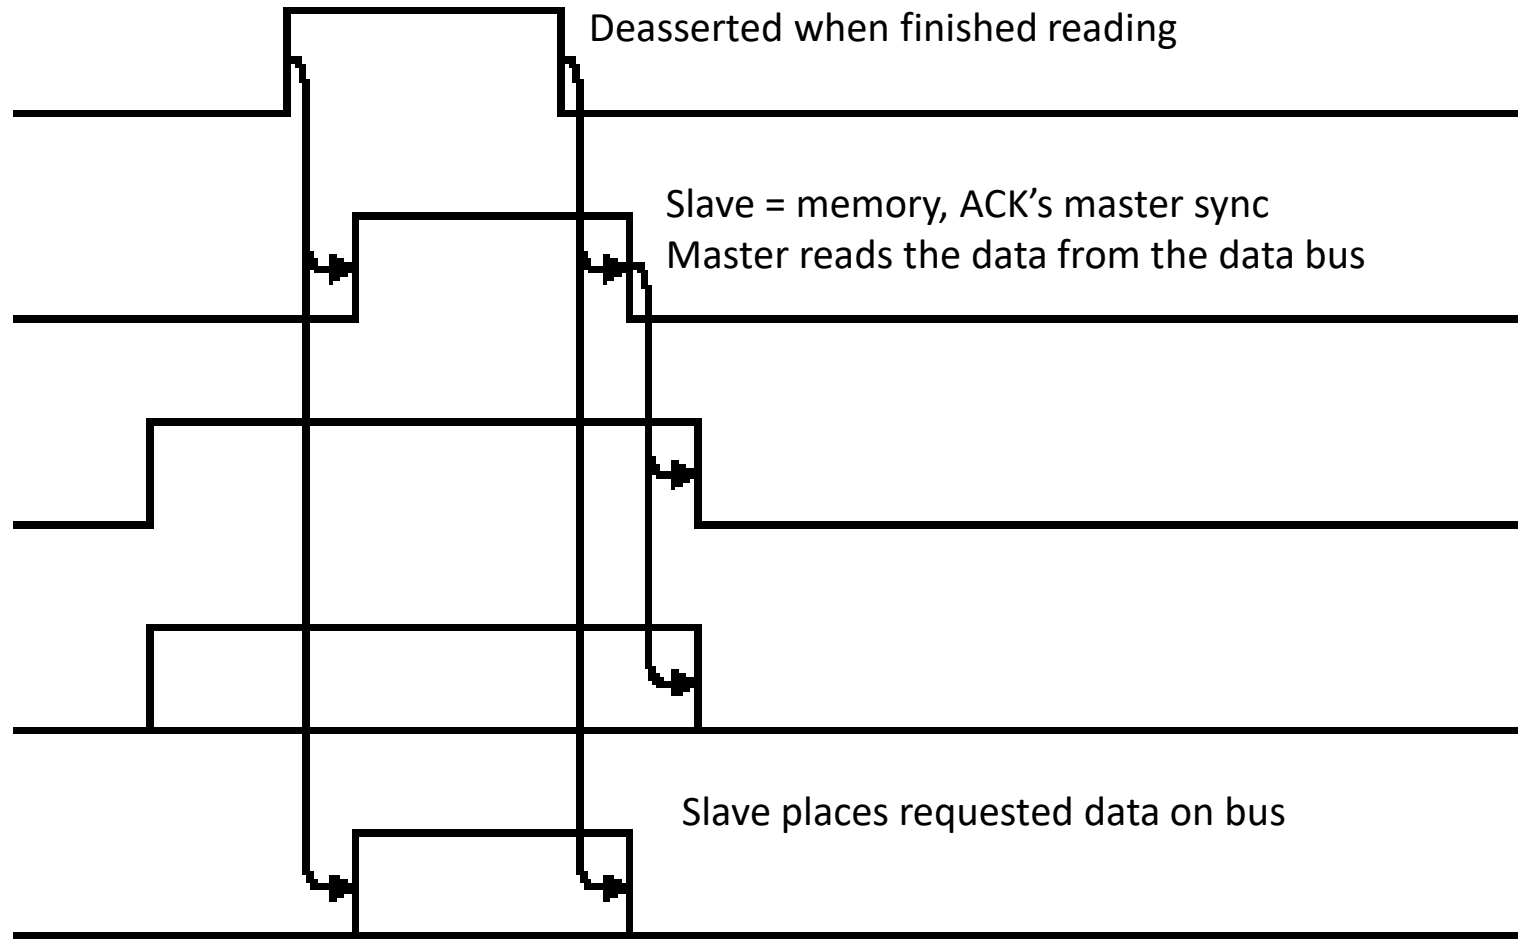 Deasserted when finished reading
Slave = memory, ACK’s master sync
Master reads the data from the data bus
Slave places requested data on bus